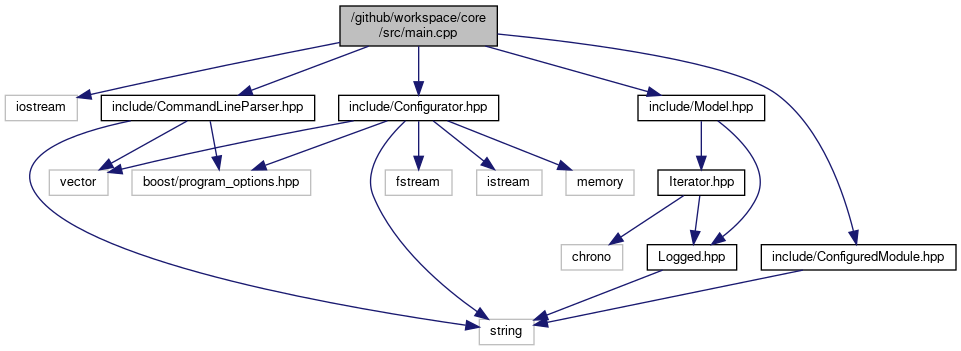 /github/workspace/core
/src/main.cpp
iostream
include/CommandLineParser.hpp
include/Configurator.hpp
include/Model.hpp
vector
boost/program_options.hpp
fstream
istream
memory
Iterator.hpp
chrono
Logged.hpp
include/ConfiguredModule.hpp
string